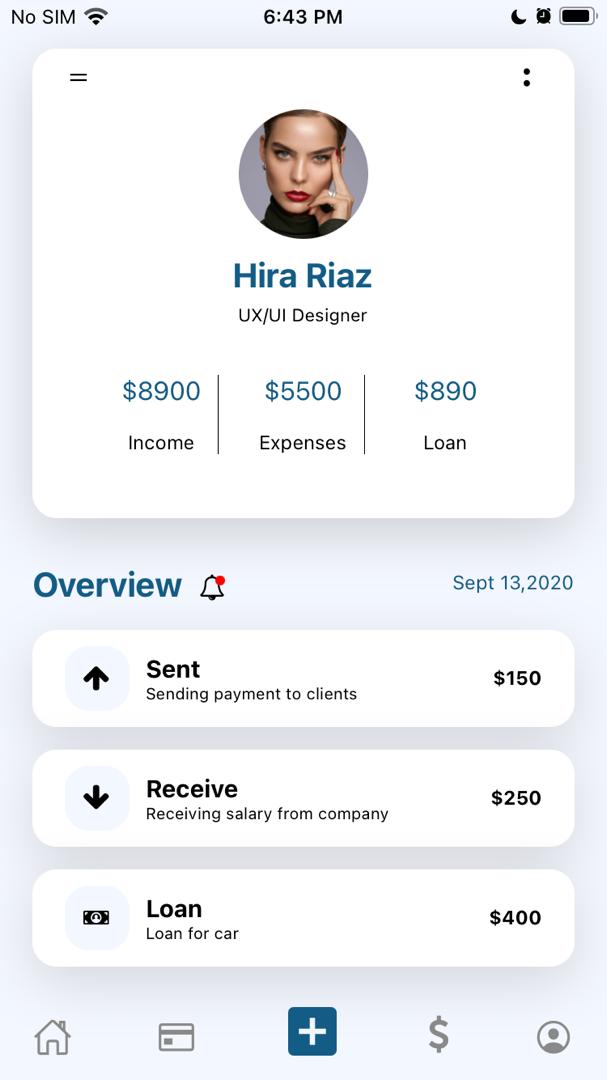 No SIM 6:43 PM
Hira Riaz
UX/UI Designer
$8900 $5500 $890
Income Expenses Loan
Overview Sept 13,2020
Sent
Sending payment to clients
$150
Receive
Receiving salary from company
$250
Loan
Loan for car
$400